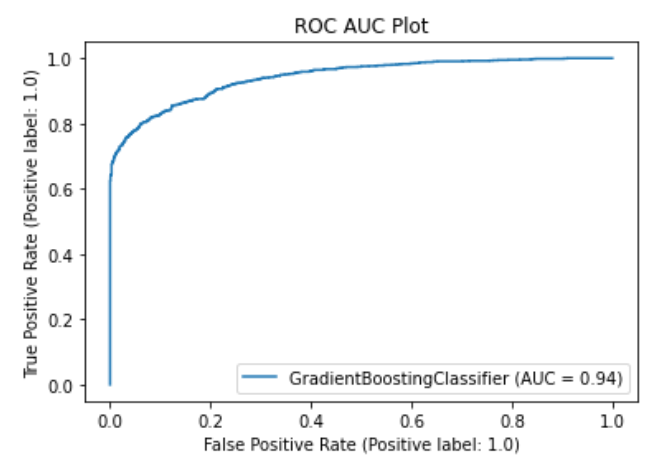 ROC AUC Plot
True Positive Rate (Positive label: 1.0)
1.0
0.8
0.6
0.4
0.2
0.0
GradientBoostingClassifier (AUC = 0.94)
0.0 0.2 0.4 0.6 0.8 1.0
False Positive Rate (Positive label: 1.0)